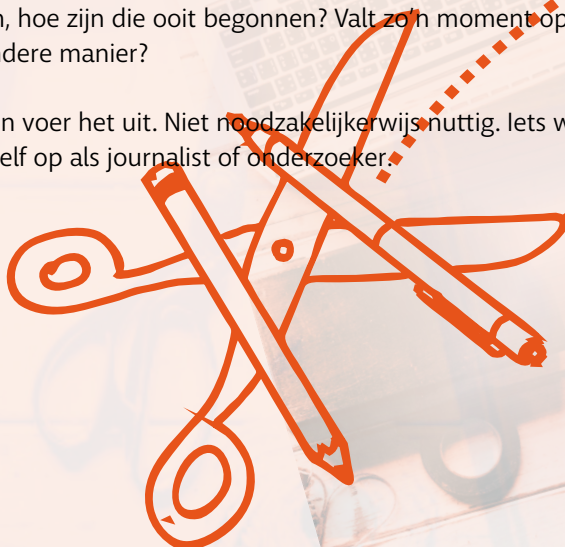 n, hoe zijn die ooit begonnen? Valt zo'n moment op
ndere manier?
n voer het uit. Niet noodzakelijkerwijs nuttig. Iets w
elf op als journalist of onderzoeker.